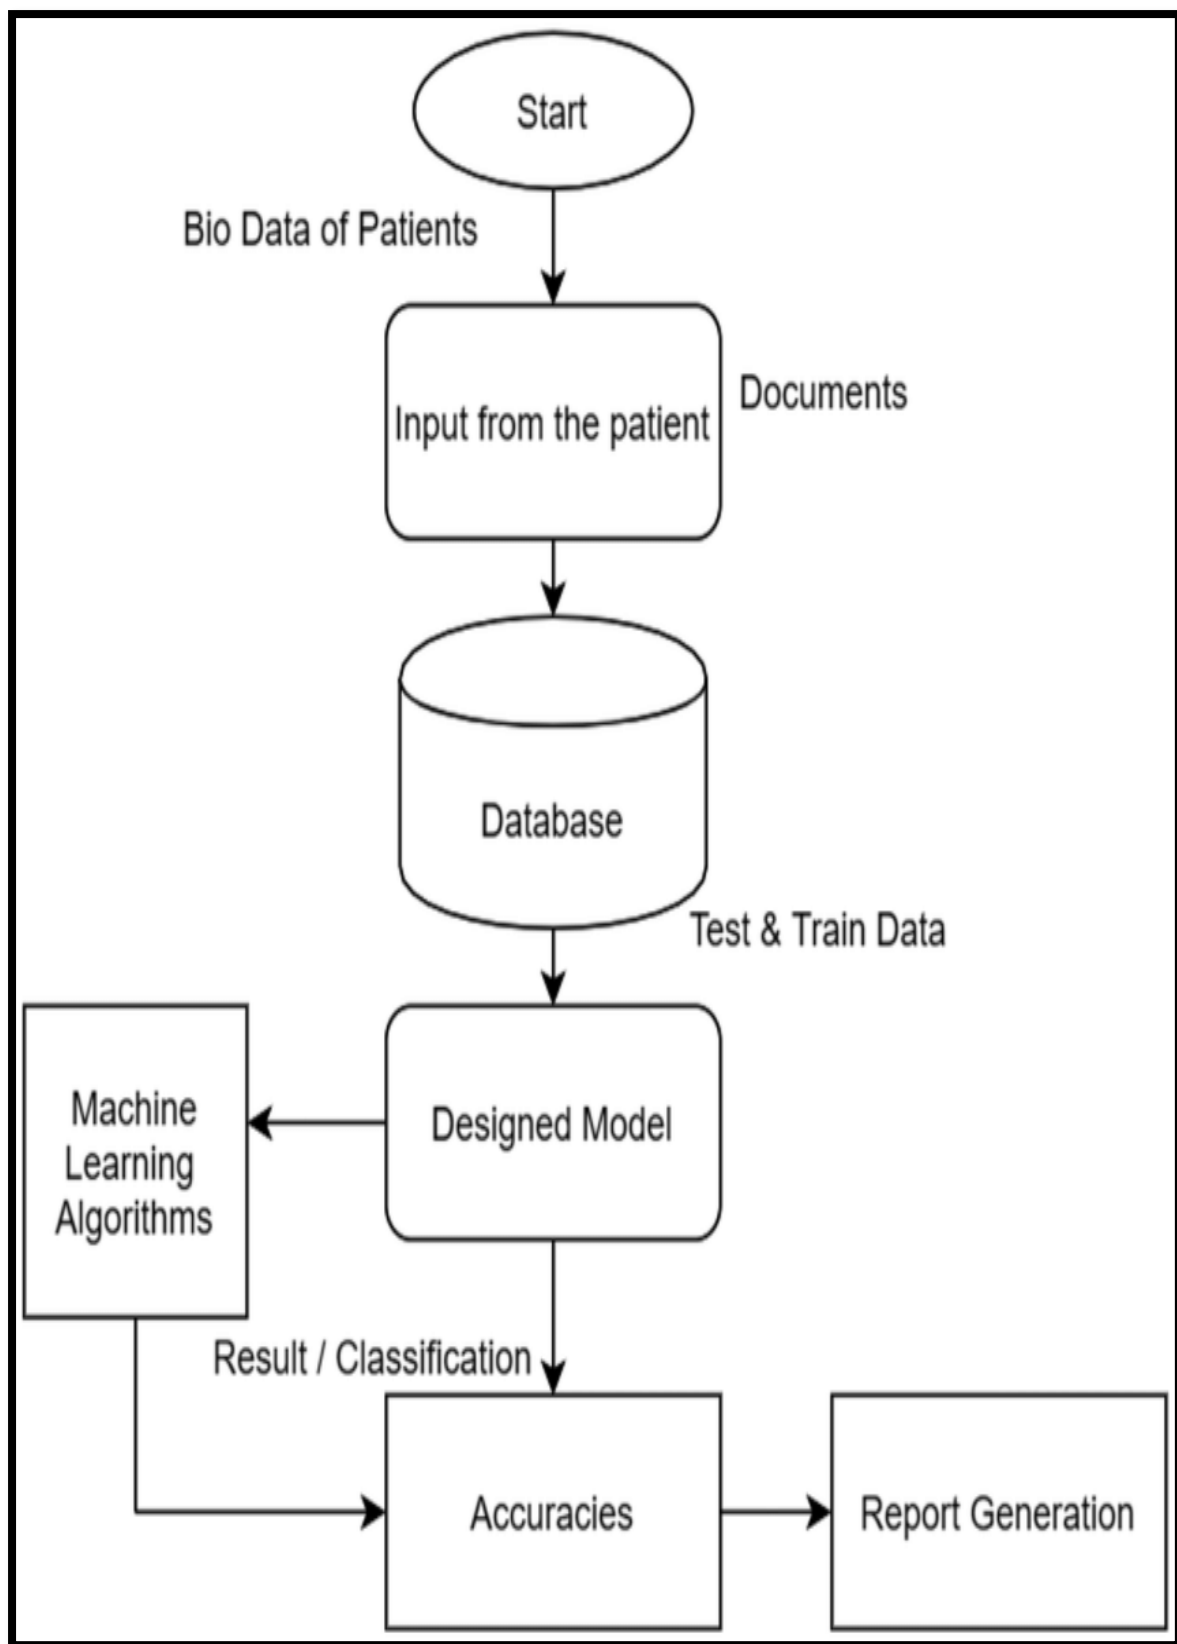 Start
Bio Data of Patients
Input from the patient
Documents
Database
Test & Train Data
Machine
Learning
Algorithms
Designed Model
Result / Classification
Accuracies
Report Generation